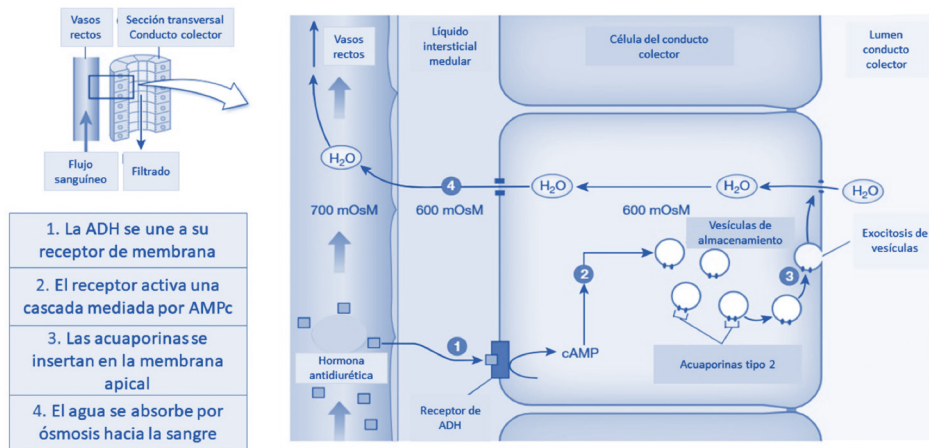 Vasos
rectos
Sección transversal
Conducto colector
Flujo
sanguíneo
Filtrado
1. La ADH se une a su
receptor de membrana
2. El receptor activa una
cascada mediada por AMPc
3. Las acuaporinas se
insertan en la membrana
apical
4. El agua se absorbe por
ósmosis hacia la sangre
Vasos
rectos
Líquido
intersticial
medular
Célula del conducto
colector
Lumen
conducto
colector
H₂O
4
H₂O
H₂O
H₂O
700 mOsM
600 mOsM
600 mOsM
Vesículas de
almacenamiento
Exocitosis de
vesículas
2
3
1
cAMP
Hormona
antidiurética
Acuaporinas tipo 2
Receptor de
ADH